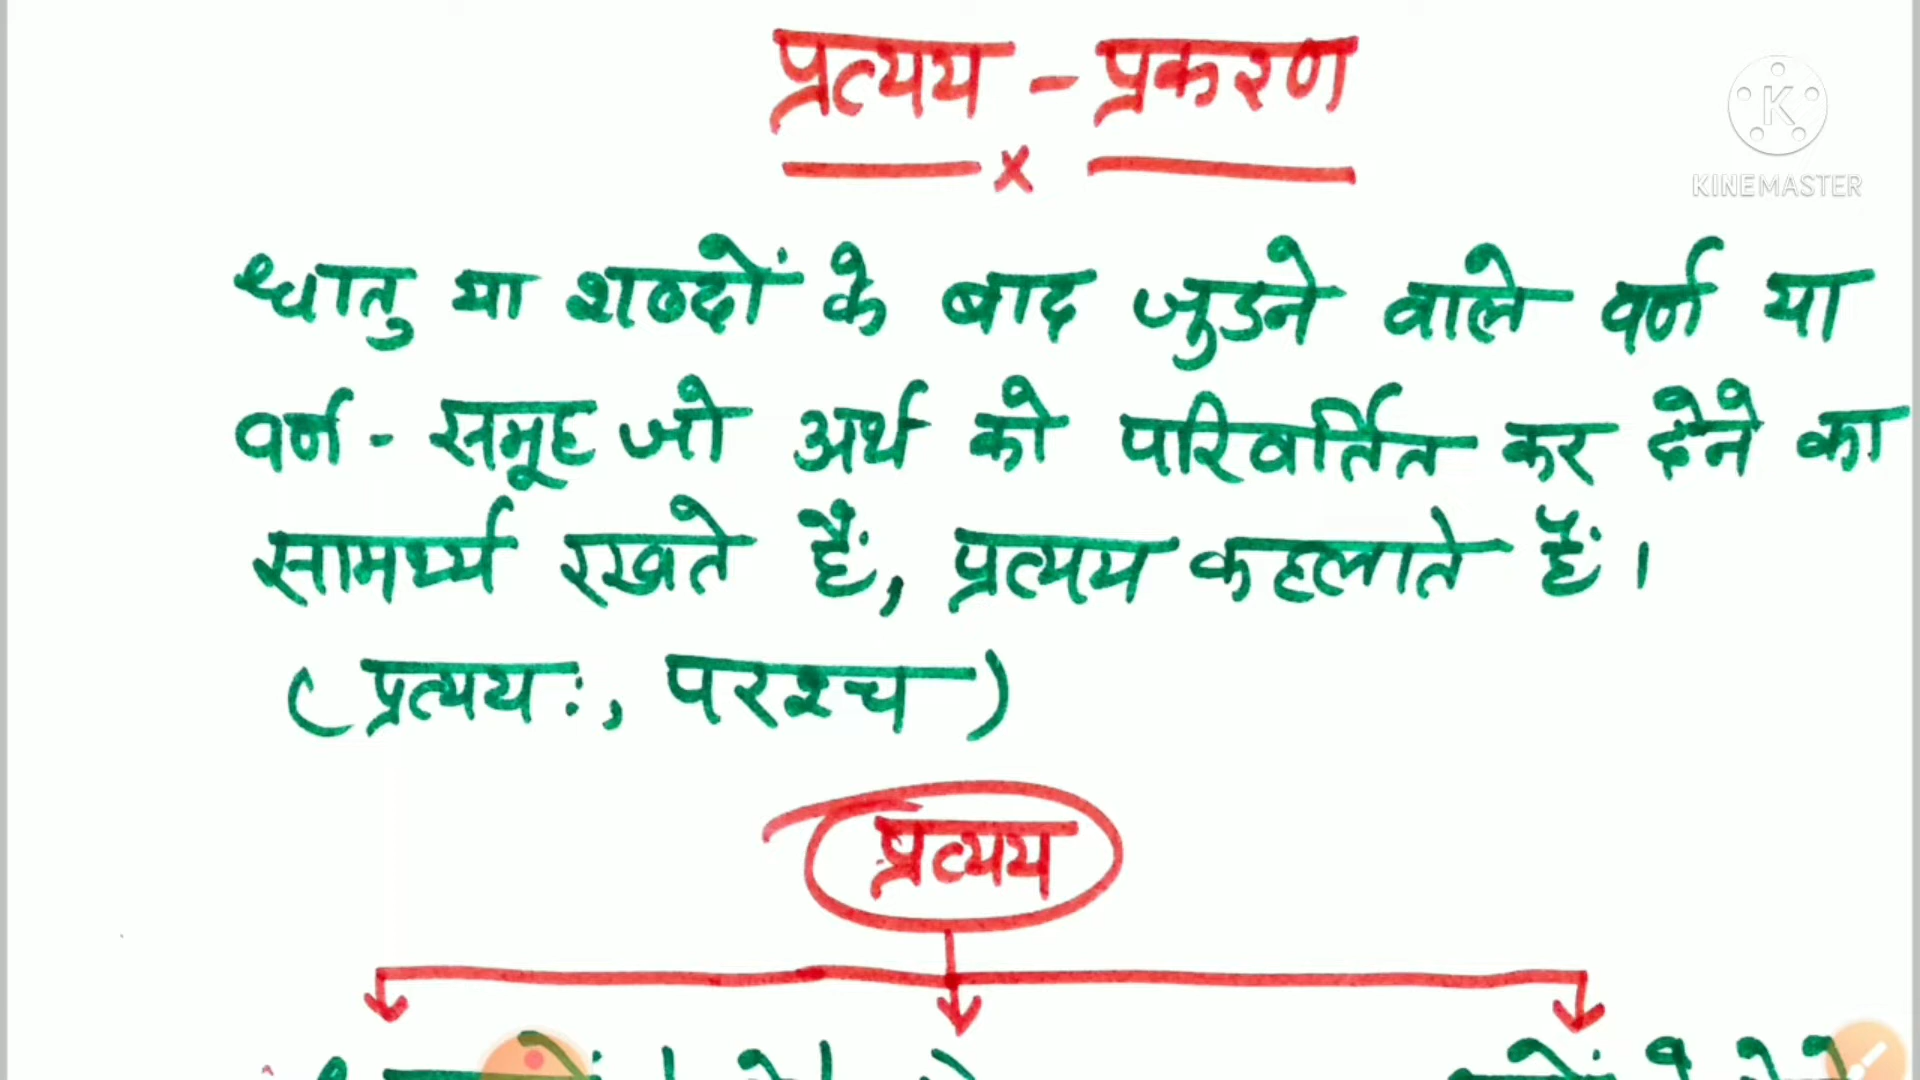 प्रत्यय - प्रकरण
x
K
KINEMASTER
धातु या शब्दों के बाद जुडने वाले वर्ण या
वर्ण - समूह जो अर्थ को परिवर्तित कर देने का
सामर्थ्य रखते हैं, प्रत्यय कहलाते हैं।
(प्रत्ययः, परश्च)
प्रत्यय